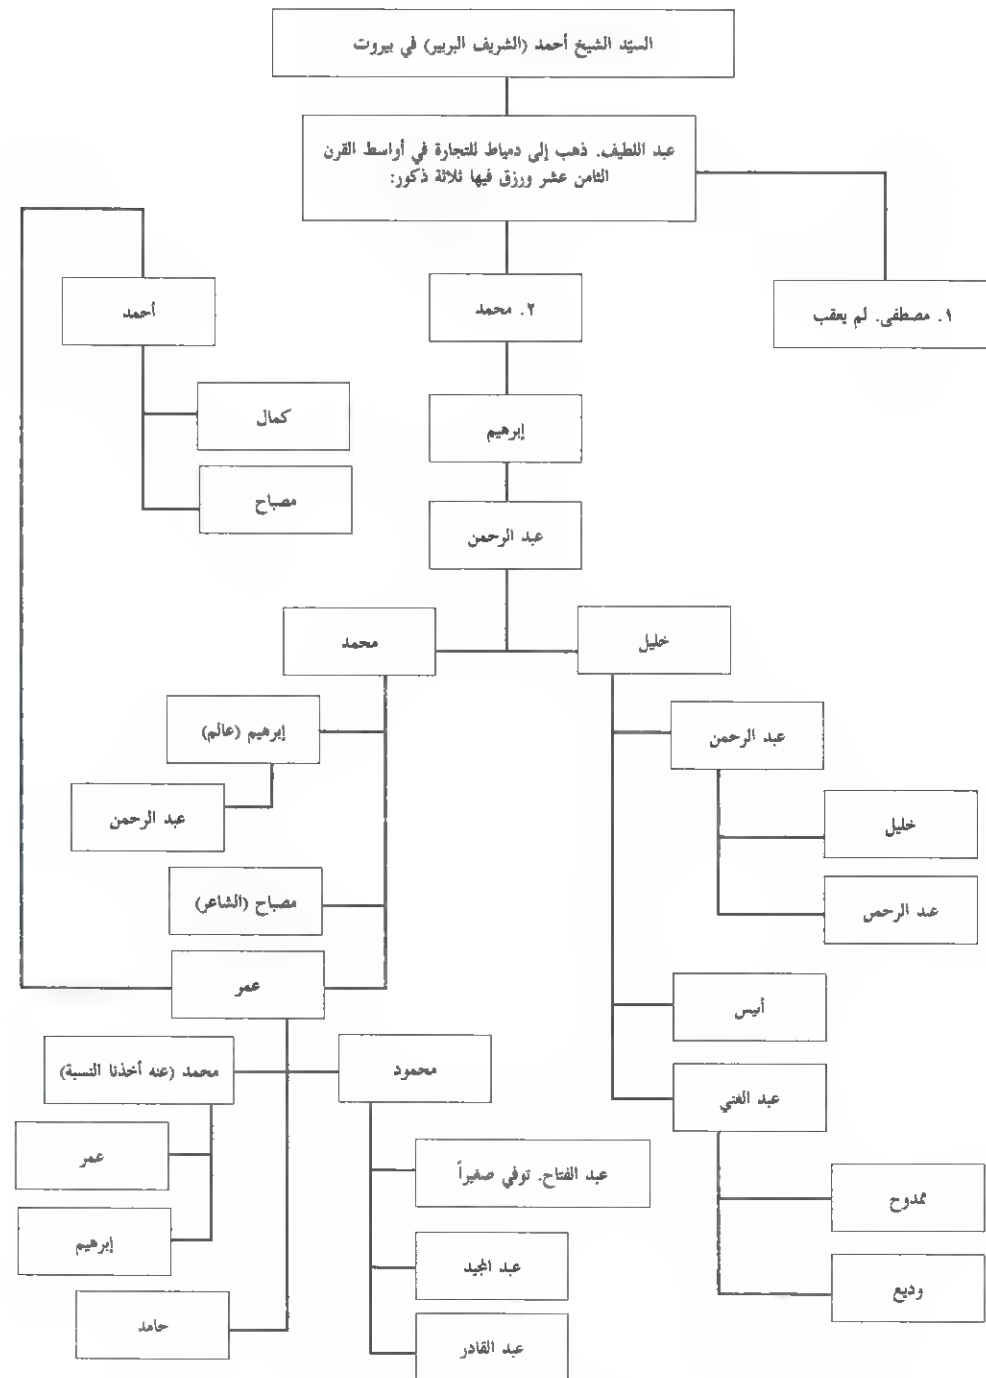 السيّد الشيخ أحمد (الشريف البربير) في بيروت
عبد اللطيف. ذهب إلى دمياط للتجارة في أواسط القرن
الثامن عشر ورزق فيها ثلاثة ذكور:
١. مصطفى. لم يعقب
٢. محمد
أحمد
كمال
مصباح
إبرهيم
عبد الرحمن
خليل
محمد
عبد الرحمن
خليل
عبد الرحمن
إبرهيم (عالم)
عبد الرحمن
مصباح (الشاعر)
عمر
أنيس
عبد الغني
ممدوح
وديع
محمود
محمد (عنه أخذنا النسبة)
عبد الفتاح. توفي صغيراً
عبد المجيد
عبد القادر
عمر
إبرهيم
حامد